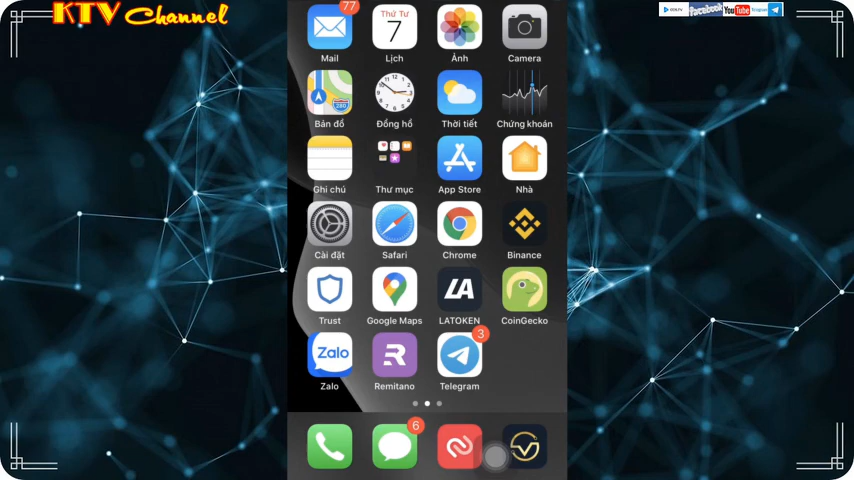 KTV Channel
facebook
YouTube
77
Thứ Tư
7
Mail
Lịch
Ảnh
Camera
280
Bản đồ
Đồng hồ
Thời tiết
Chứng khoán
Ghi chú
Thư mục
App Store
Nhà
Cài đặt
Safari
Chrome
Binance
LA
Trust
Google Maps
LATOKEN
CoinGecko
Zalo
3
Zalo
Remitano
Telegram
6